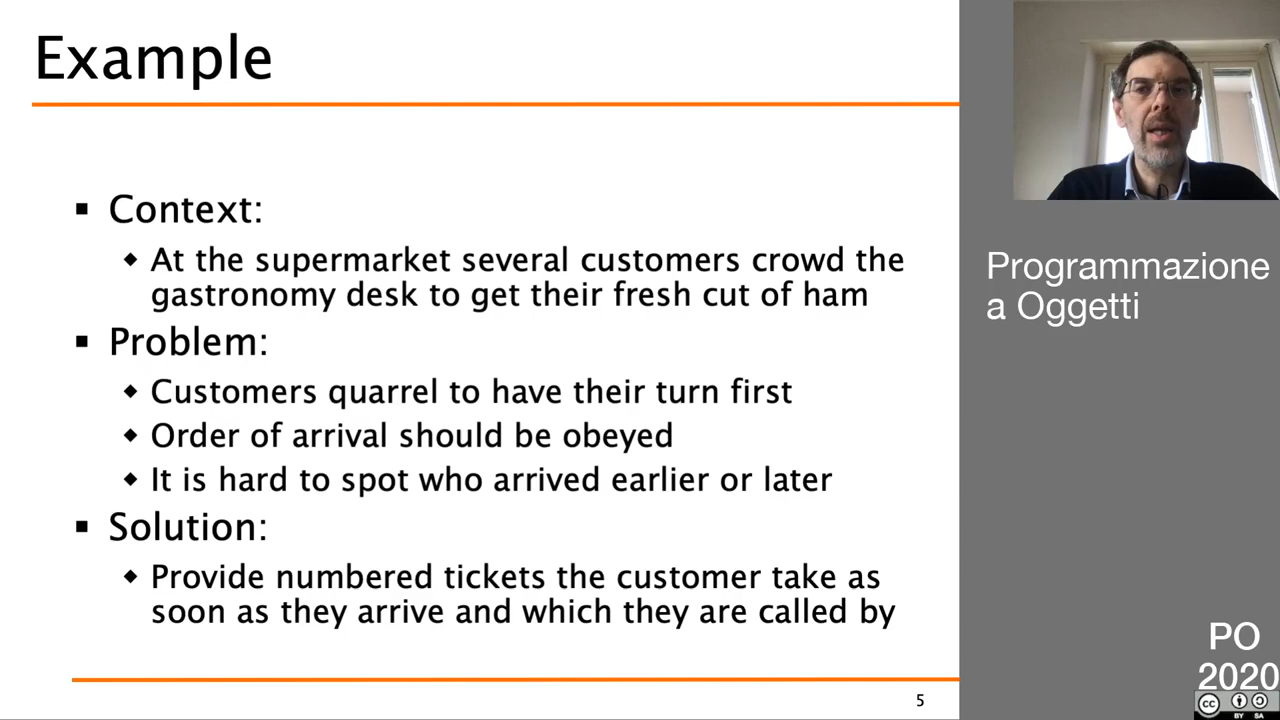 Example
▪ Context:
◆ At the supermarket several customers crowd the
gastronomy desk to get their fresh cut of ham
▪ Problem:
◆ Customers quarrel to have their turn first
◆ Order of arrival should be obeyed
◆ It is hard to spot who arrived earlier or later
▪ Solution:
◆ Provide numbered tickets the customer take as
soon as they arrive and which they are called by
5
Programmazione
a Oggetti
PO
2020
cc
BY SA